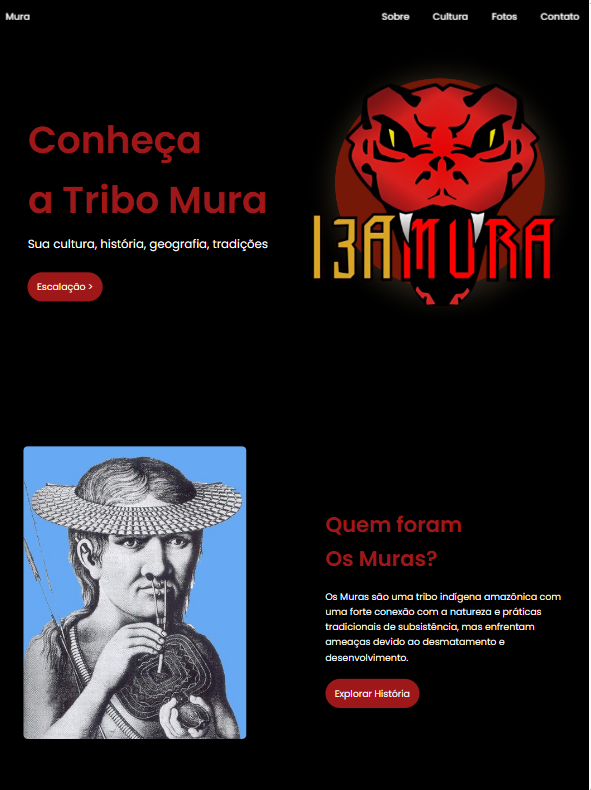 Mura
Sobre Cultura Fotos Contato
Conheça
a Tribo Mura
Sua cultura, história, geografia, tradições
Escalação >
13AMURA
Quem foram
Os Muras?
Os Muras são uma tribo indígena amazônica com
uma forte conexão com a natureza e práticas
tradicionais de subsistência, mas enfrentam
ameaças devido ao desmatamento e
desenvolvimento.
Explorar História